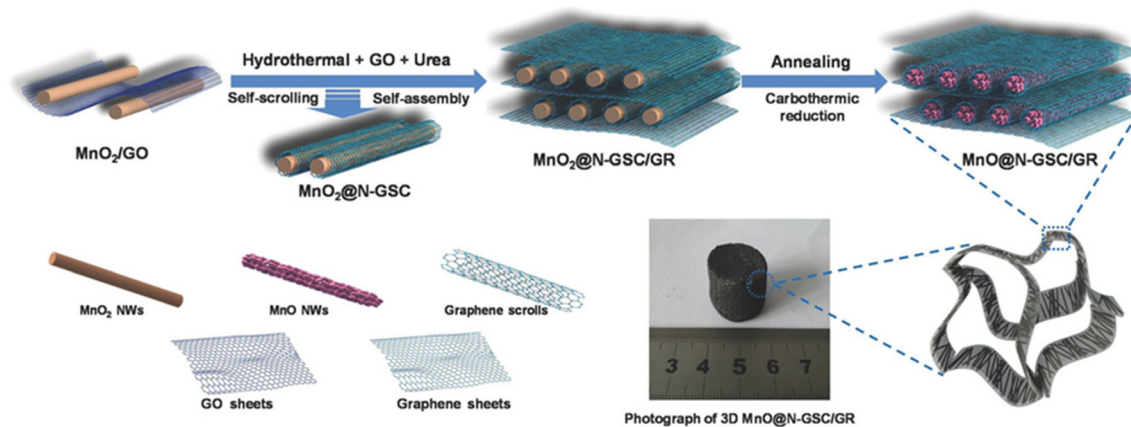 Hydrothermal + GO + Urea
Self-scrolling
Self-assembly
Annealing
Carbothermic
reduction
MnO₂/GO
MnO₂@N-GSC
MnO₂@N-GSC/GR
MnO@N-GSC/GR
MnO₂ NWs
MnO NWs
Graphene scrolls
GO sheets
Graphene sheets
3 4 5 6 7
Photograph of 3D MnO@N-GSC/GR